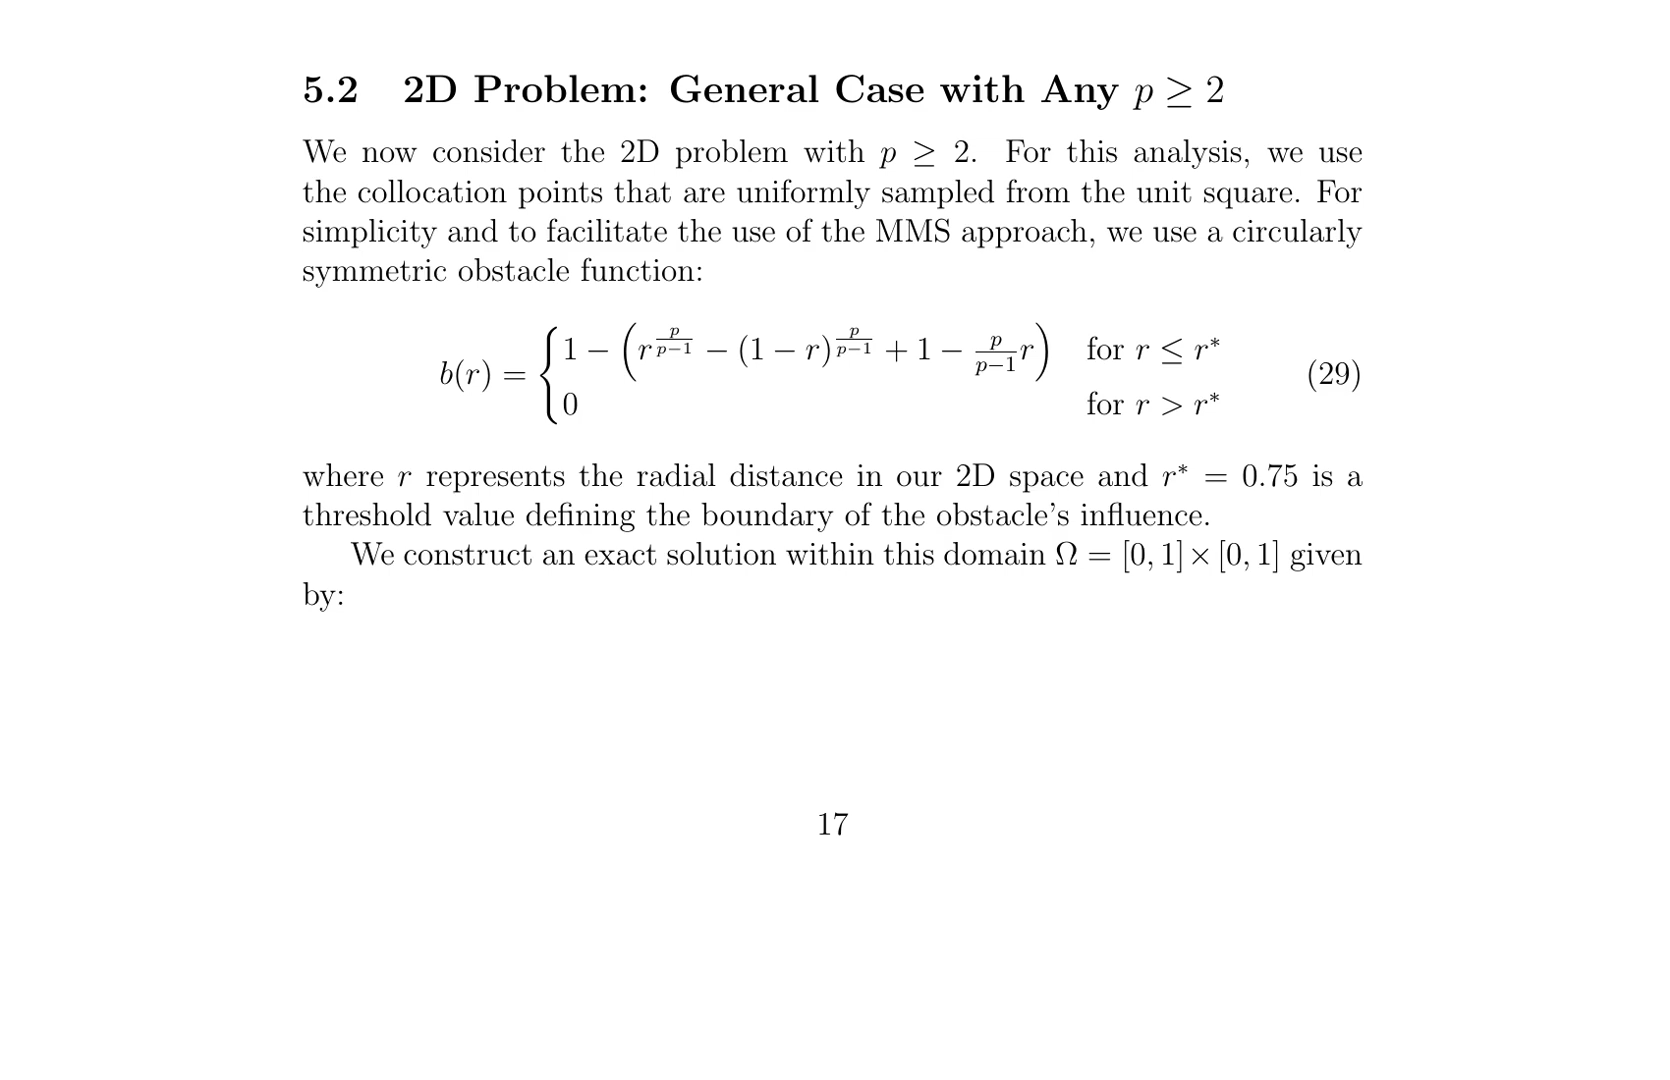 5.2 2D Problem: General Case with Any p ≥ 2
We now consider the 2D problem with p ≥ 2. For this analysis, we use
the collocation points that are uniformly sampled from the unit square. For
simplicity and to facilitate the use of the MMS approach, we use a circularly
symmetric obstacle function:
b(r) = { 1 − ( r^{p/(p−1)} − (1 − r)^{p/(p−1)} + 1 − p/(p−1) r ) for r ≤ r*
0 for r > r* (29)
where r represents the radial distance in our 2D space and r* = 0.75 is a
threshold value defining the boundary of the obstacle's influence.
We construct an exact solution within this domain Ω = [0, 1] × [0, 1] given
by:
17